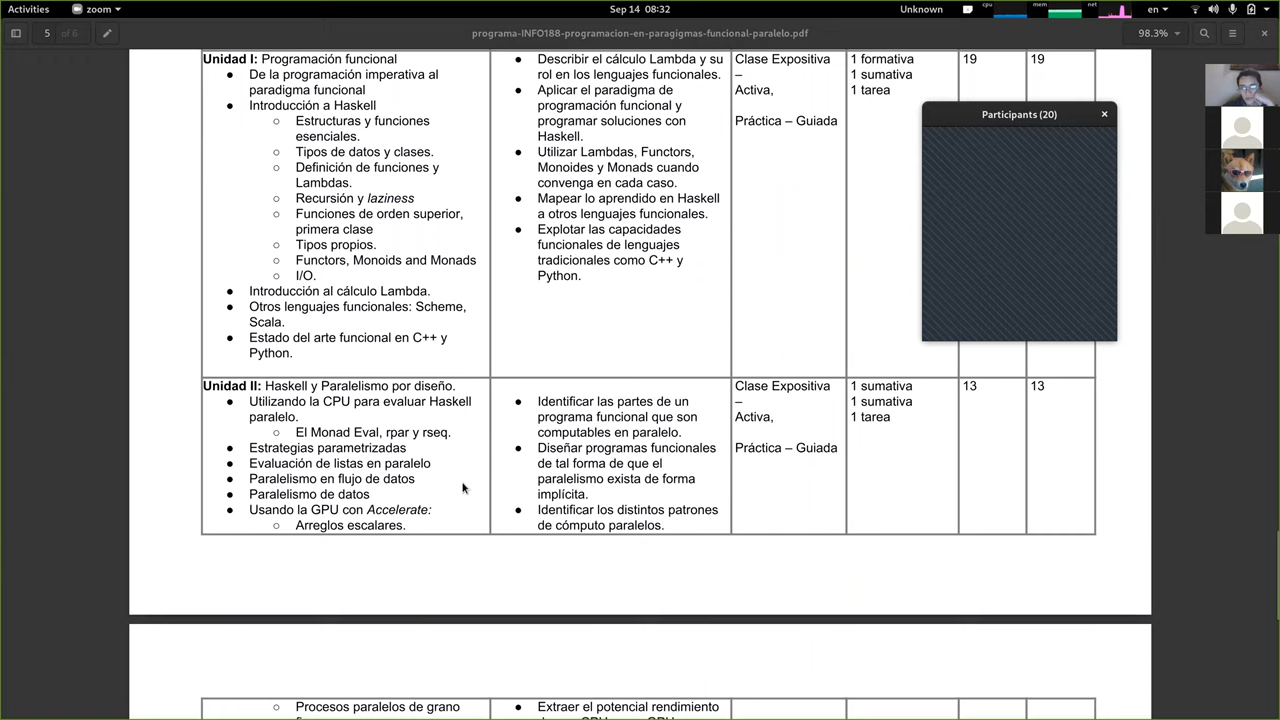 Activities
zoom
Sep 14 08:32
Unknown
cpu
mem
net
en
5
of 6
programa-INFO188-programacion-en-paragigmas-funcional-paralelo.pdf
98.3%
Unidad I: Programación funcional
● De la programación imperativa al
paradigma funcional
● Introducción a Haskell
○ Estructuras y funciones
esenciales.
○ Tipos de datos y clases.
○ Definición de funciones y
Lambdas.
○ Recursión y laziness
○ Funciones de orden superior,
primera clase
○ Tipos propios.
○ Functors, Monoids and Monads
○ I/O.
● Introducción al cálculo Lambda.
● Otros lenguajes funcionales: Scheme,
Scala.
● Estado del arte funcional en C++ y
Python.
● Describir el cálculo Lambda y su
rol en los lenguajes funcionales.
● Aplicar el paradigma de
programación funcional y
programar soluciones con
Haskell.
● Utilizar Lambdas, Functors,
Monoides y Monads cuando
convenga en cada caso.
● Mapear lo aprendido en Haskell
a otros lenguajes funcionales.
● Explotar las capacidades
funcionales de lenguajes
tradicionales como C++ y
Python.
Clase Expositiva
–
Activa,
Práctica – Guiada
1 formativa
1 sumativa
1 tarea
19
19
Participants (20)
Unidad II: Haskell y Paralelismo por diseño.
● Utilizando la CPU para evaluar Haskell
paralelo.
○ El Monad Eval, rpar y rseq.
● Estrategias parametrizadas
● Evaluación de listas en paralelo
● Paralelismo en flujo de datos
● Paralelismo de datos
● Usando la GPU con Accelerate:
○ Arreglos escalares.
● Identificar las partes de un
programa funcional que son
computables en paralelo.
● Diseñar programas funcionales
de tal forma de que el
paralelismo exista de forma
implícita.
● Identificar los distintos patrones
de cómputo paralelos.
Clase Expositiva
–
Activa,
Práctica – Guiada
1 sumativa
1 sumativa
1 tarea
13
13
○ Procesos paralelos de grano
● Extraer el potencial rendimiento